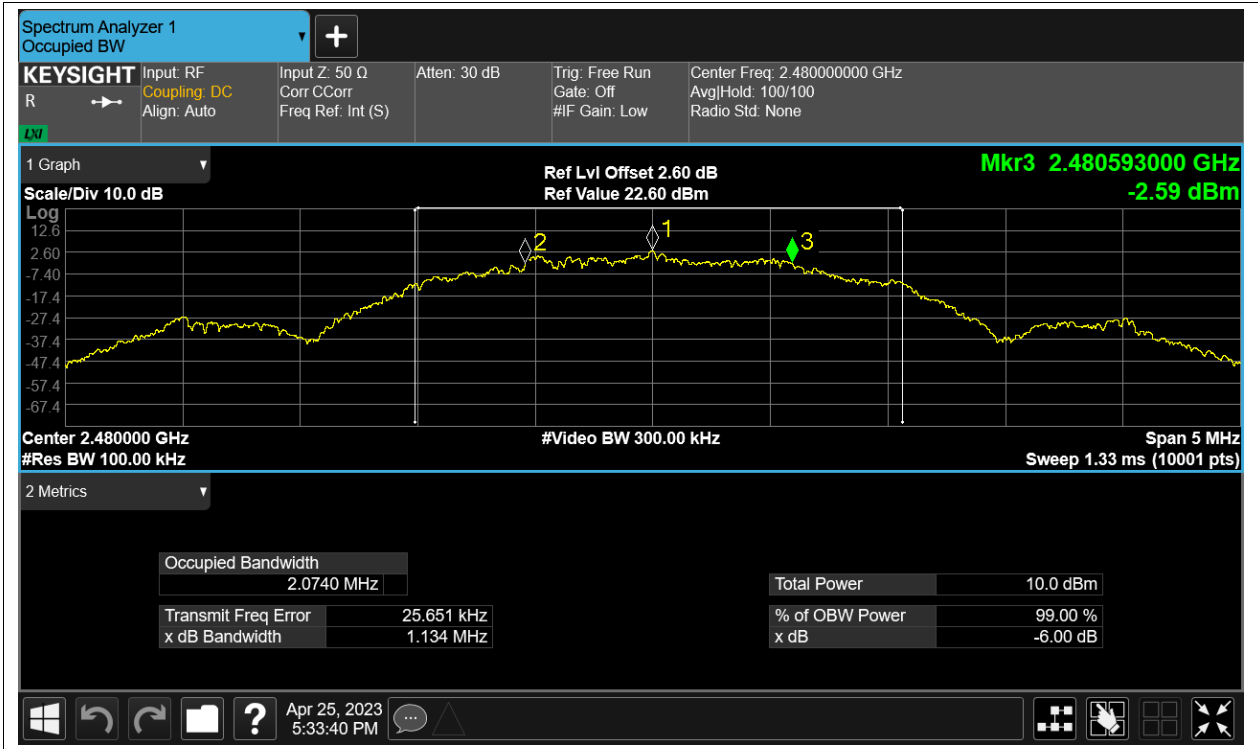 Spectrum Analyzer 1
Occupied BW
+
KEYSIGHT
R
LXI
Input: RF
Coupling: DC
Align: Auto
Input Z: 50 Ω
Corr CCorr
Freq Ref: Int (S)
Atten: 30 dB
Trig: Free Run
Gate: Off
#IF Gain: Low
Center Freq: 2.480000000 GHz
Avg|Hold: 100/100
Radio Std: None
1 Graph
Scale/Div 10.0 dB
Ref Lvl Offset 2.60 dB
Ref Value 22.60 dBm
Mkr3 2.480593000 GHz
-2.59 dBm
Log
12.6
2.60
-7.40
-17.4
-27.4
-37.4
-47.4
-57.4
-67.4
2
1
3
Center 2.480000 GHz
#Res BW 100.00 kHz
#Video BW 300.00 kHz
Span 5 MHz
Sweep 1.33 ms (10001 pts)
2 Metrics
Occupied Bandwidth
2.0740 MHz
Transmit Freq Error 25.651 kHz
x dB Bandwidth 1.134 MHz
Total Power 10.0 dBm
% of OBW Power 99.00 %
x dB -6.00 dB
?
Apr 25, 2023
5:33:40 PM